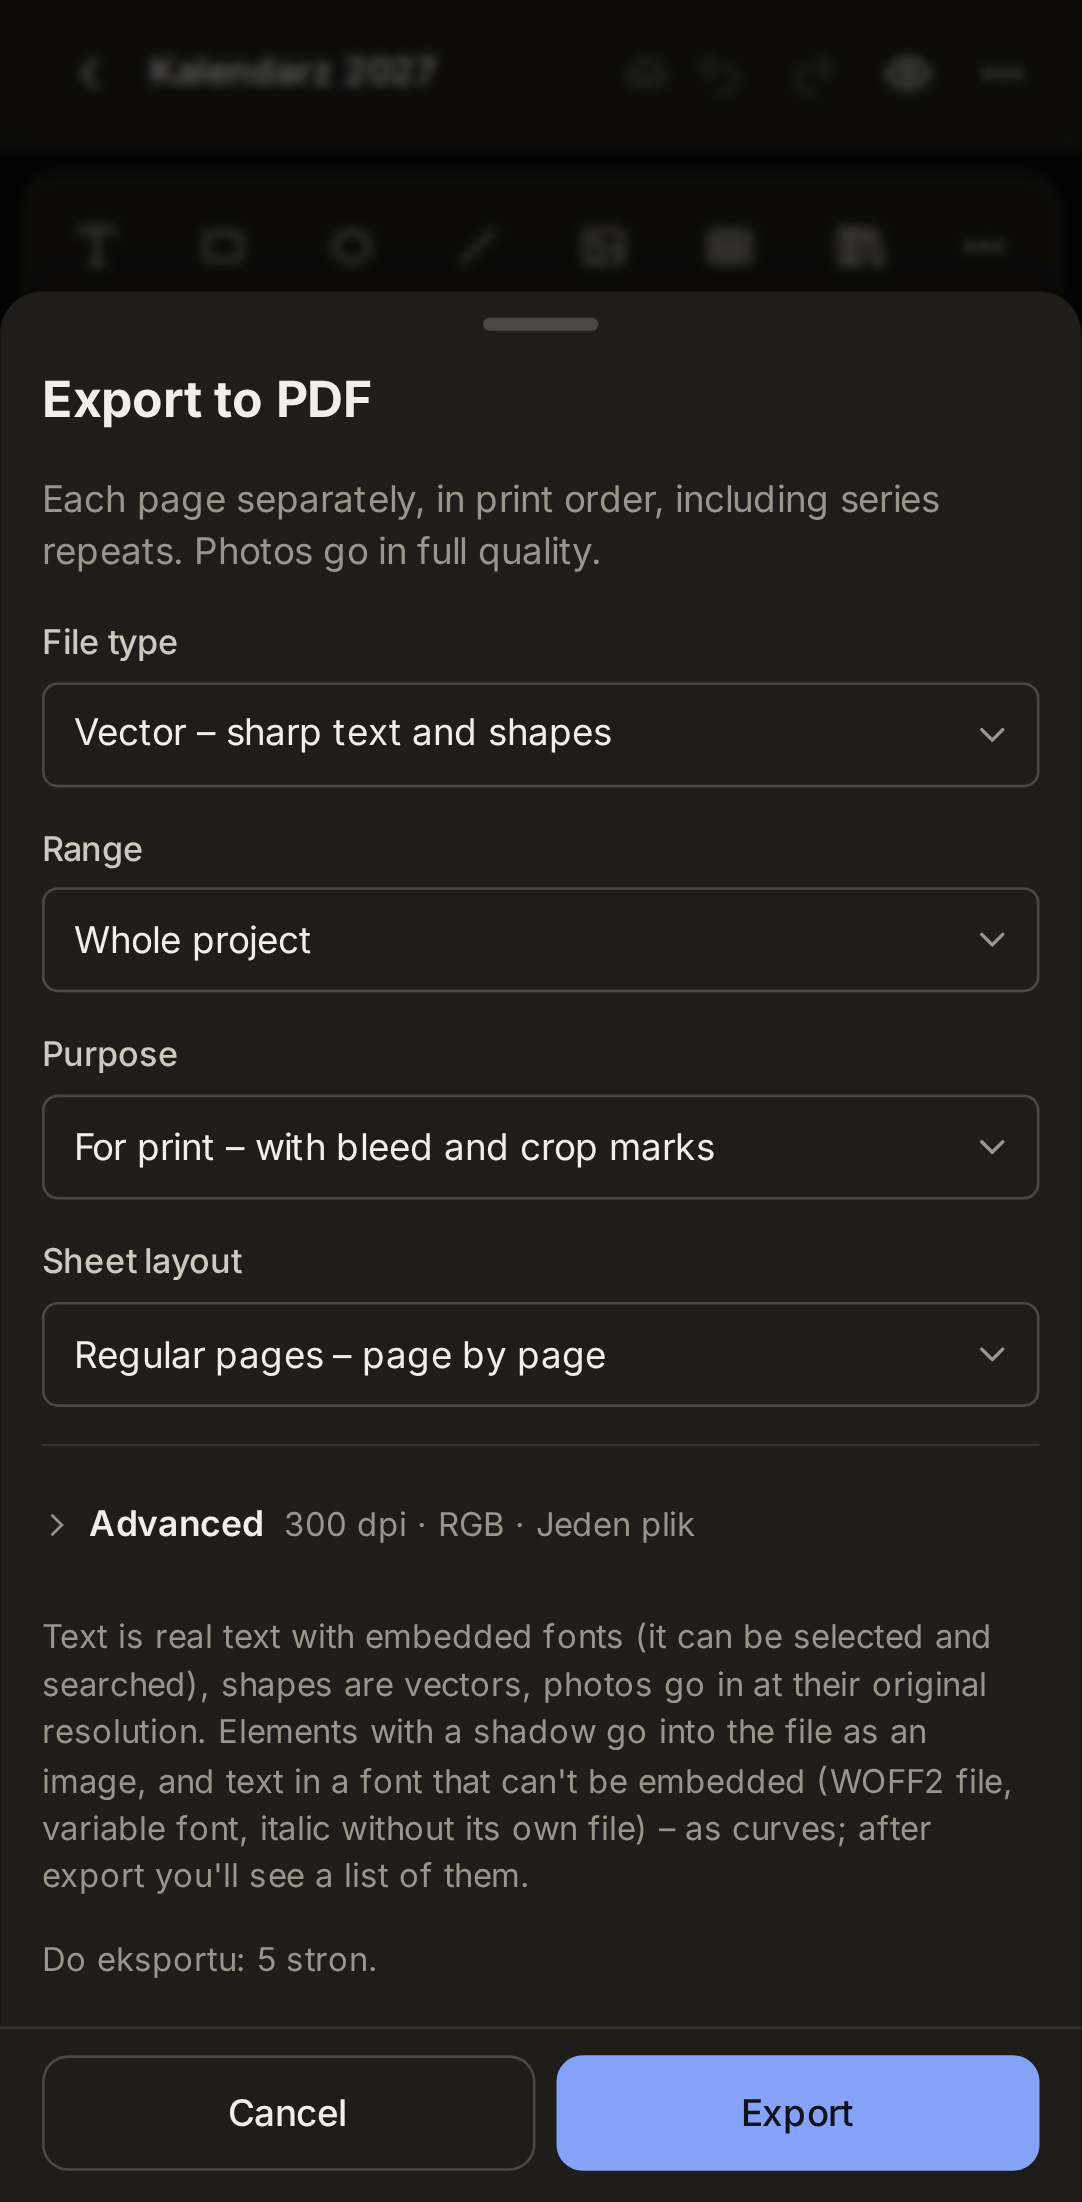 Kalendarz 2027
Export to PDF
Each page separately, in print order, including series
repeats. Photos go in full quality.
File type
Vector – sharp text and shapes
Range
Whole project
Purpose
For print – with bleed and crop marks
Sheet layout
Regular pages – page by page
Advanced 300 dpi · RGB · Jeden plik
Text is real text with embedded fonts (it can be selected and
searched), shapes are vectors, photos go in at their original
resolution. Elements with a shadow go into the file as an
image, and text in a font that can't be embedded (WOFF2 file,
variable font, italic without its own file) – as curves; after
export you'll see a list of them.
Do eksportu: 5 stron.
Cancel
Export